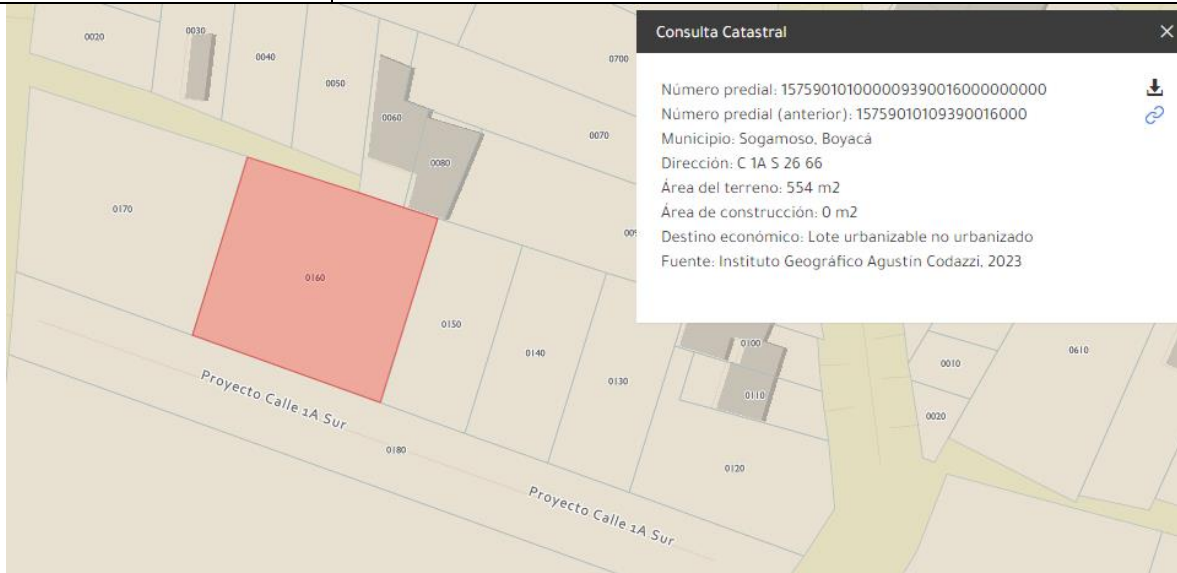 Consulta Catastral
Número predial: 157590101000009390016000000000
Número predial (anterior): 15759010109390016000
Municipio: Sogamoso, Boyacá
Dirección: C 1A S 26 66
Área del terreno: 554 m2
Área de construcción: 0 m2
Destino económico: Lote urbanizable no urbanizado
Fuente: Instituto Geográfico Agustín Codazzi, 2023
0020
0030
0040
0050
0060
0700
0070
0080
0170
0160
0150
0140
0130
0100
0110
0120
0010
0020
0610
Proyecto Calle 1A Sur
0180
Proyecto Calle 1A Sur